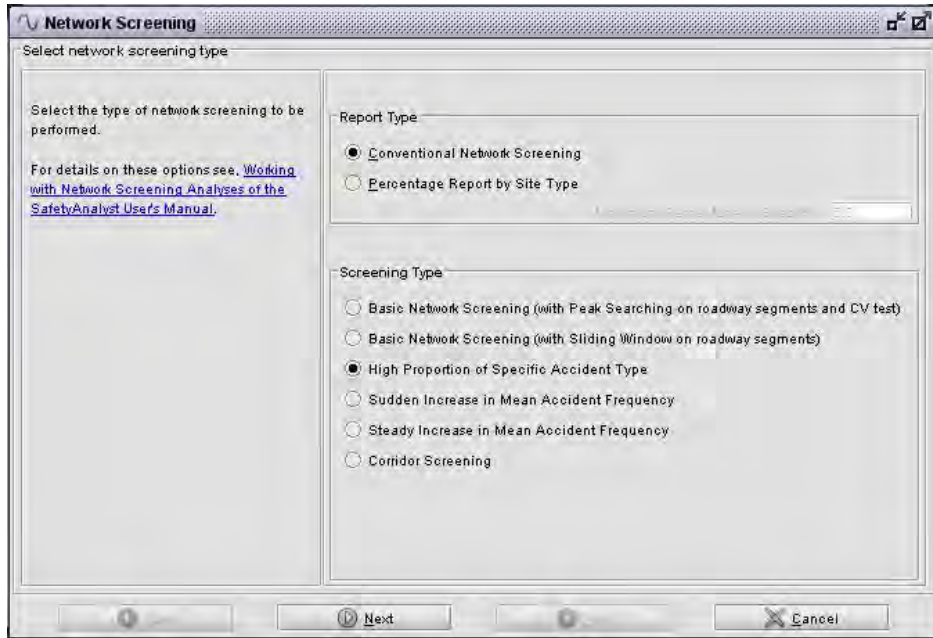 Network Screening
Select network screening type
Select the type of network screening to be
performed.
For details on these options see, Working
with Network Screening Analyses of the
SafetyAnalyst User's Manual.
Report Type
Conventional Network Screening
Percentage Report by Site Type
Screening Type
Basic Network Screening (with Peak Searching on roadway segments and CV test)
Basic Network Screening (with Sliding Window on roadway segments)
High Proportion of Specific Accident Type
Sudden Increase in Mean Accident Frequency
Steady Increase in Mean Accident Frequency
Corridor Screening
Next
Cancel